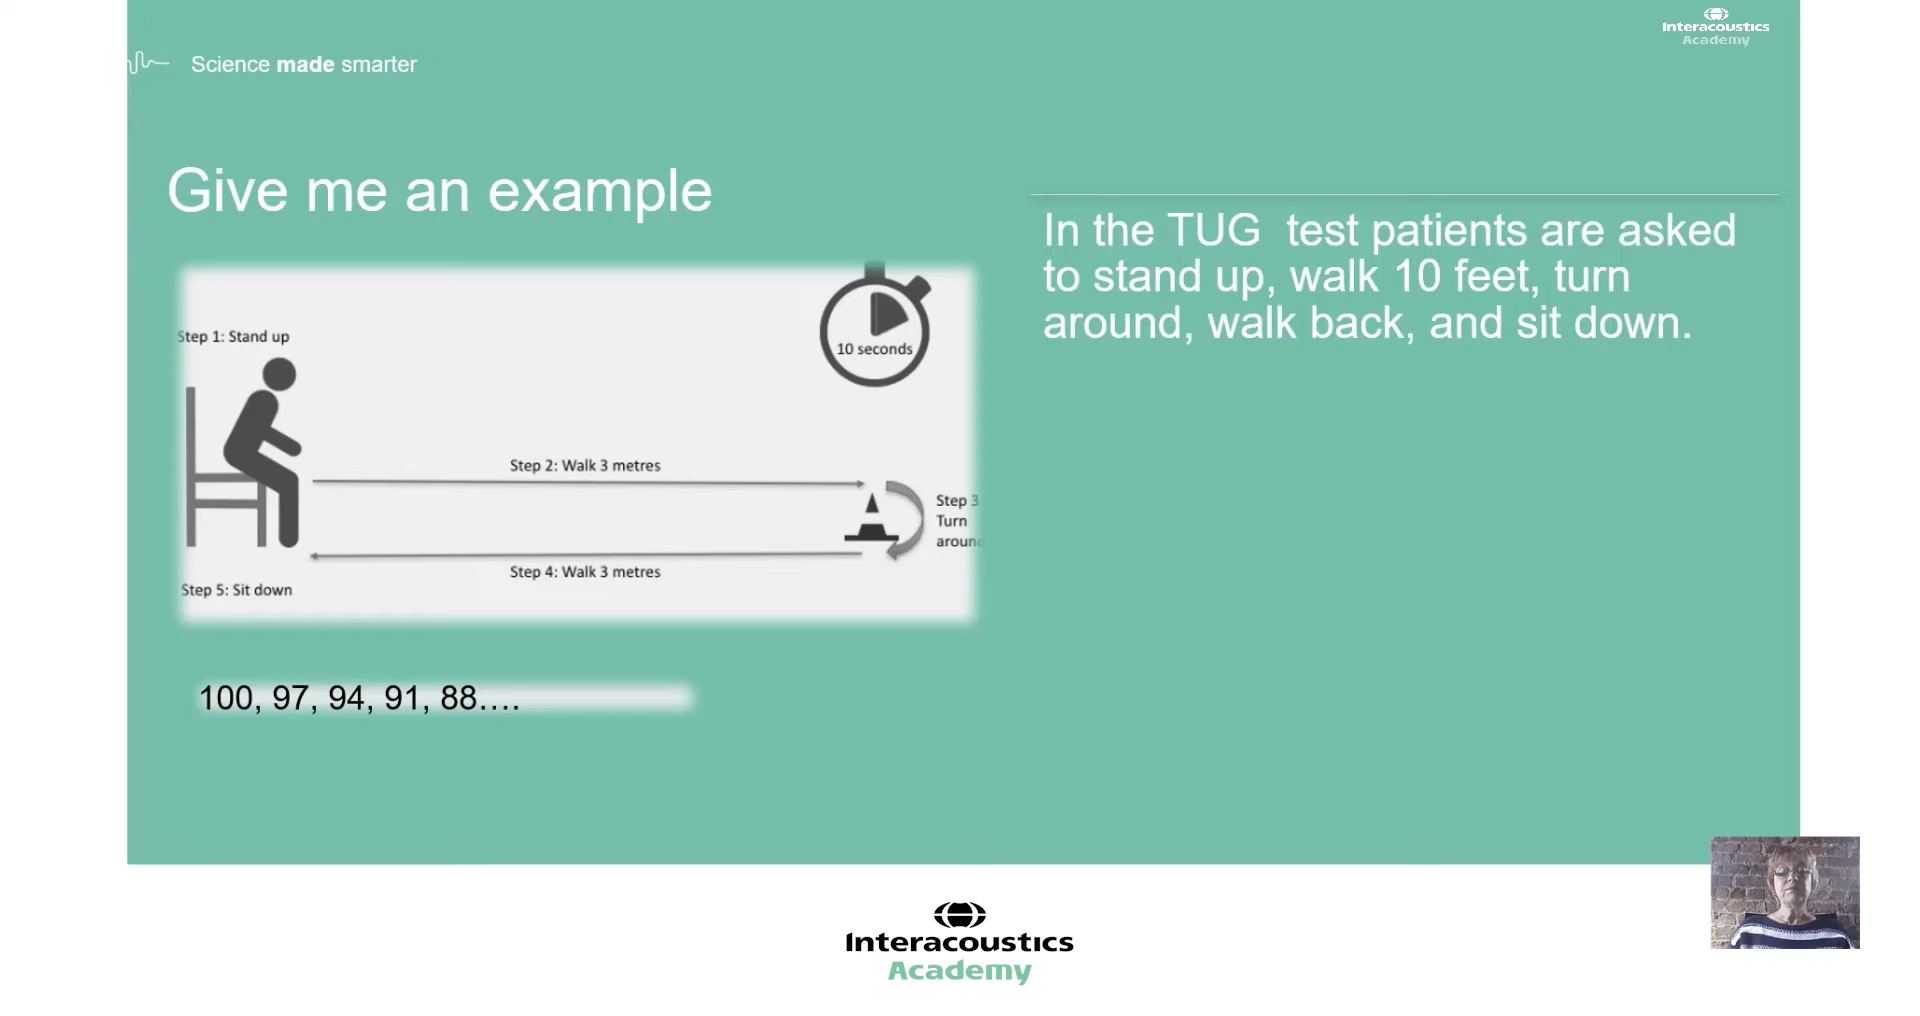 Interacoustics
Academy
Science made smarter
Give me an example
In the TUG test patients are asked
to stand up, walk 10 feet, turn
around, walk back, and sit down.
10 seconds
Step 1: Stand up
Step 2: Walk 3 metres
Step 3
Turn
aroun
Step 4: Walk 3 metres
Step 5: Sit down
100, 97, 94, 91, 88....
Interacoustics
Academy